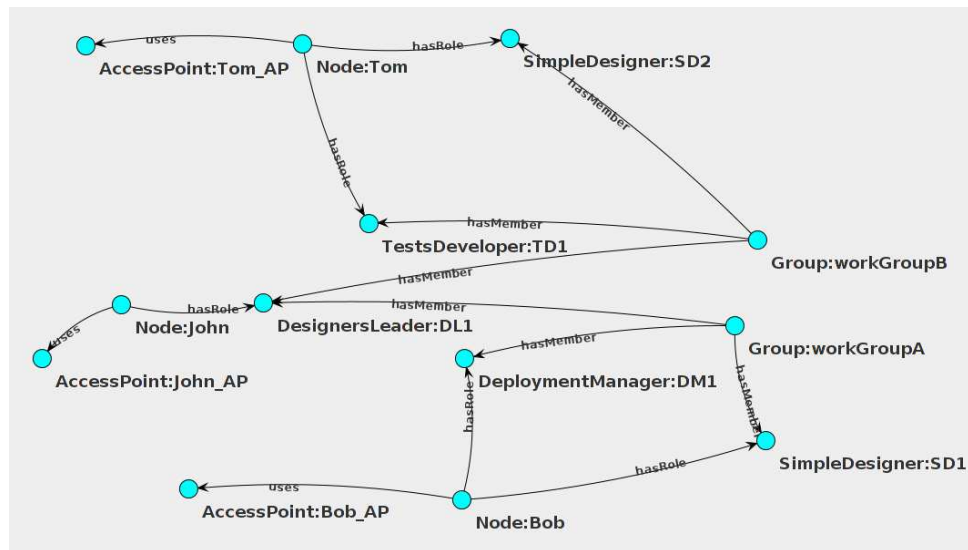 uses
hasRole
AccessPoint:Tom_AP
Node:Tom
SimpleDesigner:SD2
hasMember
hasRole
hasMember
TestsDeveloper:TD1
Group:workGroupB
hasMember
hasRole
hasMember
Node:John
DesignersLeader:DL1
uses
hasMember
Group:workGroupA
AccessPoint:John_AP
DeploymentManager:DM1
hasMember
hasRole
hasRole
SimpleDesigner:SD1
uses
AccessPoint:Bob_AP
Node:Bob